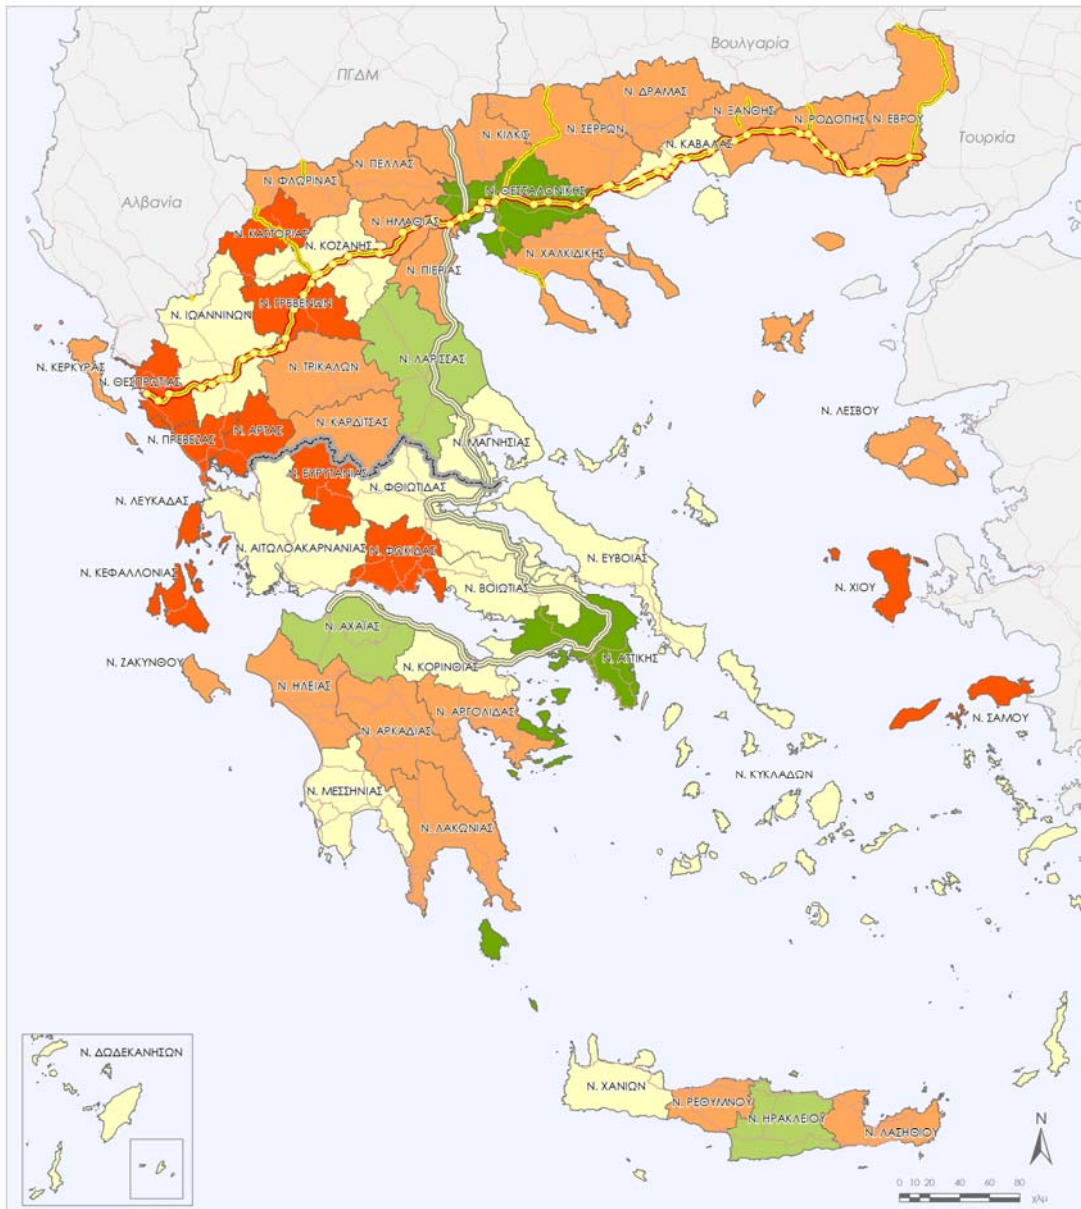 Βουλγαρία
ΠΓΔΜ
Τουρκία
Αλβανία
Ν. ΔΡΑΜΑΣ
Ν. ΞΑΝΘΗΣ
Ν. ΡΟΔΟΠΗΣ
Ν. ΕΒΡΟΥ
Ν. ΚΙΛΚΙΣ
Ν. ΣΕΡΡΩΝ
Ν. ΚΑΒΑΛΑΣ
Ν. ΠΕΛΛΑΣ
Ν. ΦΛΩΡΙΝΑΣ
Ν. ΘΕΣΣΑΛΟΝΙΚΗΣ
Ν. ΗΜΑΘΙΑΣ
Ν. ΚΑΣΤΟΡΙΑΣ
Ν. ΚΟΖΑΝΗΣ
Ν. ΧΑΛΚΙΔΙΚΗΣ
Ν. ΠΙΕΡΙΑΣ
Ν. ΓΡΕΒΕΝΩΝ
Ν. ΙΩΑΝΝΙΝΩΝ
Ν. ΛΑΡΙΣΣΑΣ
Ν. ΚΕΡΚΥΡΑΣ
Ν. ΤΡΙΚΑΛΩΝ
Ν. ΘΕΣΠΡΩΤΙΑΣ
Ν. ΛΕΣΒΟΥ
Ν. ΚΑΡΔΙΤΣΑΣ
Ν. ΑΡΤΑΣ
Ν. ΠΡΕΒΕΖΑΣ
Ν. ΜΑΓΝΗΣΙΑΣ
Ν. ΕΥΡΥΤΑΝΙΑΣ
Ν. ΦΘΙΩΤΙΔΑΣ
Ν. ΛΕΥΚΑΔΑΣ
Ν. ΑΙΤΩΛΟΑΚΑΡΝΑΝΙΑΣ
Ν. ΦΩΚΙΔΑΣ
Ν. ΕΥΒΟΙΑΣ
Ν. ΚΕΦΑΛΛΟΝΙΑΣ
Ν. ΒΟΙΩΤΙΑΣ
Ν. ΧΙΟΥ
Ν. ΑΧΑΪΑΣ
Ν. ΑΤΤΙΚΗΣ
Ν. ΖΑΚΥΝΘΟΥ
Ν. ΚΟΡΙΝΘΙΑΣ
Ν. ΗΛΕΙΑΣ
Ν. ΑΡΓΟΛΙΔΑΣ
Ν. ΣΑΜΟΥ
Ν. ΑΡΚΑΔΙΑΣ
Ν. ΚΥΚΛΑΔΩΝ
Ν. ΜΕΣΣΗΝΙΑΣ
Ν. ΛΑΚΩΝΙΑΣ
Ν. ΔΩΔΕΚΑΝΗΣΩΝ
Ν. ΧΑΝΙΩΝ
Ν. ΡΕΘΥΜΝΟΥ
Ν. ΗΡΑΚΛΕΙΟΥ
Ν. ΛΑΣΗΘΙΟΥ
N
0 10 20 40 60 80
χλμ